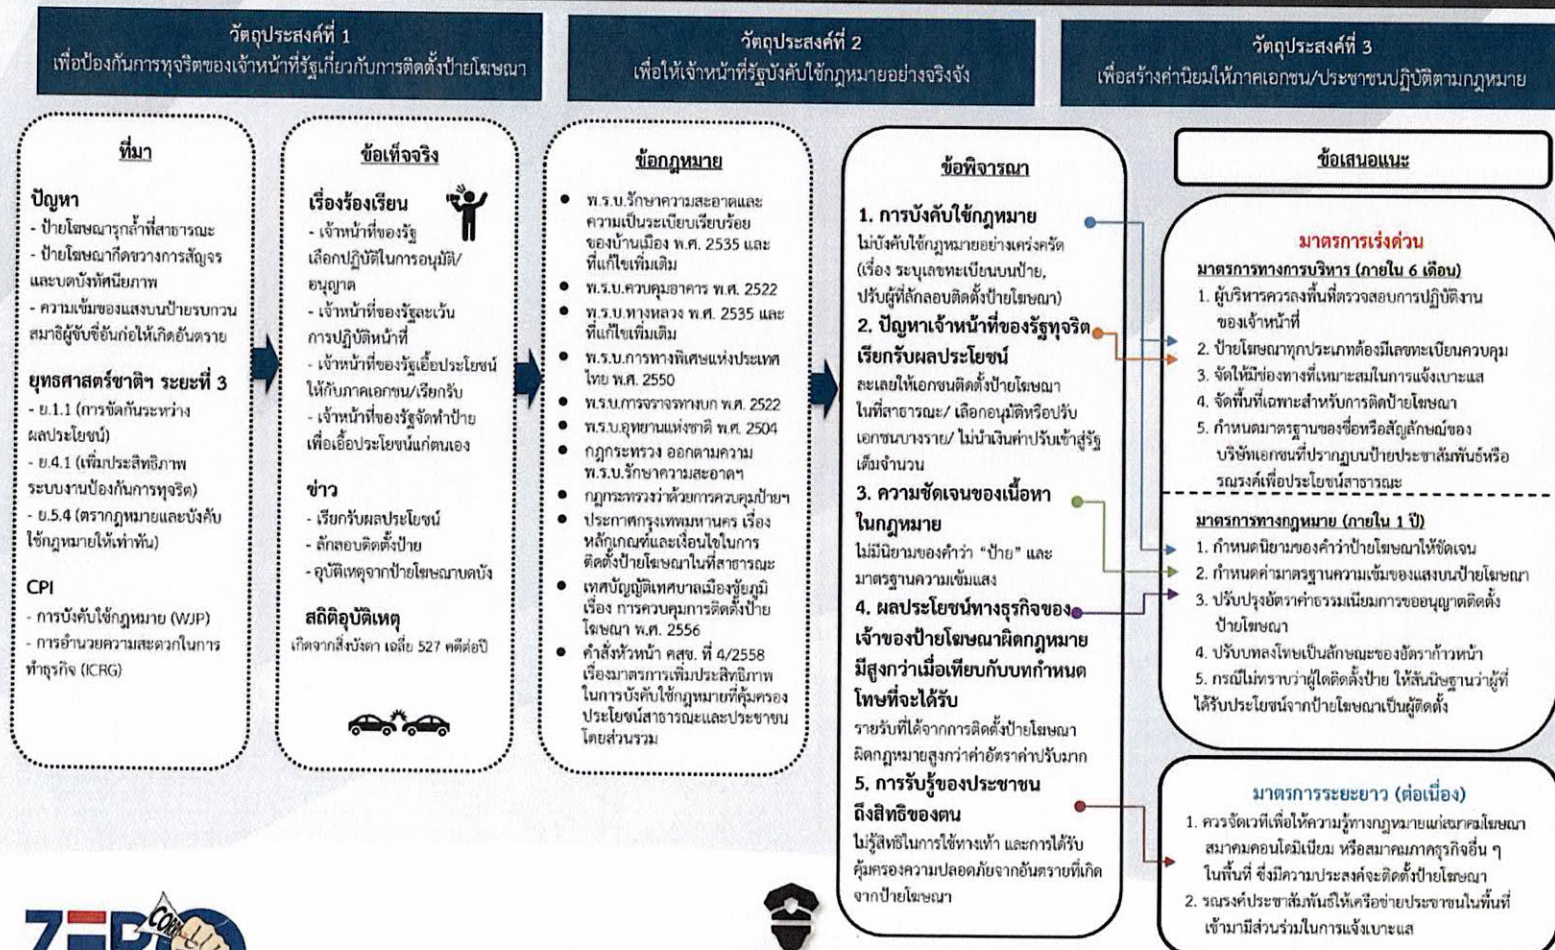 วัตถุประสงค์ที่ 1
เพื่อป้องกันการทุจริตของเจ้าหน้าที่รัฐเกี่ยวกับการติดตั้งป้ายโฆษณา
วัตถุประสงค์ที่ 2
เพื่อให้เจ้าหน้าที่รัฐบังคับใช้กฎหมายอย่างจริงจัง
วัตถุประสงค์ที่ 3
เพื่อสร้างค่านิยมให้ภาคเอกชน/ประชาชนปฏิบัติตามกฎหมาย
ที่มา
ปัญหา
- ป้ายโฆษณารุกล้ำที่สาธารณะ
- ป้ายโฆษณากีดขวางการสัญจร
และบดบังทัศนียภาพ
- ความเข้มของแสงบนป้ายรบกวน
สมาธิผู้ขับขี่อันก่อให้เกิดอันตราย
ยุทธศาสตร์ชาติฯ ระยะที่ 3
- ย.1.1 (การขัดกันระหว่าง
ผลประโยชน์)
- ย.4.1 (เพิ่มประสิทธิภาพ
ระบบงานป้องกันการทุจริต)
- ย.5.4 (ตรากฎหมายและบังคับ
ใช้กฎหมายให้เท่าทัน)
CPI
- การบังคับใช้กฎหมาย (WJP)
- การอำนวยความสะดวกในการ
ทำธุรกิจ (ICRG)
ข้อเท็จจริง
เรื่องร้องเรียน
- เจ้าหน้าที่ของรัฐ
เลือกปฏิบัติในการอนุมัติ/
อนุญาต
- เจ้าหน้าที่ของรัฐละเว้น
การปฏิบัติหน้าที่
- เจ้าหน้าที่ของรัฐเอื้อประโยชน์
ให้กับภาคเอกชน/เรียกรับ
- เจ้าหน้าที่ของรัฐจัดทำป้าย
เพื่อเอื้อประโยชน์แก่ตนเอง
ข่าว
- เรียกรับผลประโยชน์
- ลักลอบติดตั้งป้าย
- อุบัติเหตุจากป้ายโฆษณาบดบัง
สถิติอุบัติเหตุ
เกิดจากสิ่งบังตา เฉลี่ย 527 คดีต่อปี
ข้อกฎหมาย
• พ.ร.บ.รักษาความสะอาดและ
ความเป็นระเบียบเรียบร้อย
ของบ้านเมือง พ.ศ. 2535 และ
ที่แก้ไขเพิ่มเติม
• พ.ร.บ.ควบคุมอาคาร พ.ศ. 2522
• พ.ร.บ.ทางหลวง พ.ศ. 2535 และ
ที่แก้ไขเพิ่มเติม
• พ.ร.บ.การทางพิเศษแห่งประเทศ
ไทย พ.ศ. 2550
• พ.ร.บ.การจราจรทางบก พ.ศ. 2522
• พ.ร.บ.อุทยานแห่งชาติ พ.ศ. 2504
• กฎกระทรวง ออกตามความ
พ.ร.บ.รักษาความสะอาดฯ
• กฎกระทรวงว่าด้วยการควบคุมป้ายฯ
• ประกาศกรุงเทพมหานคร เรื่อง
หลักเกณฑ์และเงื่อนไขในการ
ติดตั้งป้ายโฆษณาในที่สาธารณะ
• เทศบัญญัติเทศบาลเมืองชัยภูมิ
เรื่อง การควบคุมการติดตั้งป้าย
โฆษณา พ.ศ. 2556
• คำสั่งหัวหน้า คสช. ที่ 4/2558
เรื่องมาตรการเพิ่มประสิทธิภาพ
ในการบังคับใช้กฎหมายที่คุ้มครอง
ประโยชน์สาธารณะและประชาชน
โดยส่วนรวม
ข้อพิจารณา
1. การบังคับใช้กฎหมาย
ไม่บังคับใช้กฎหมายอย่างเคร่งครัด
(เรื่อง ระบุเลขทะเบียนบนป้าย,
ปรับผู้ที่ลักลอบติดตั้งป้ายโฆษณา)
2. ปัญหาเจ้าหน้าที่ของรัฐทุจริต
เรียกรับผลประโยชน์
ละเลยให้เอกชนติดตั้งป้ายโฆษณา
ในที่สาธารณะ/ เลือกอนุมัติหรือปรับ
เอกชนบางราย/ ไม่นำเงินค่าปรับเข้าสู่รัฐ
เต็มจำนวน
3. ความชัดเจนของเนื้อหา
ในกฎหมาย
ไม่มีนิยามของคำว่า “ป้าย” และ
มาตรฐานความเข้มแสง
4. ผลประโยชน์ทางธุรกิจของ
เจ้าของป้ายโฆษณาผิดกฎหมาย
มีสูงกว่าเมื่อเทียบกับบทกำหนด
โทษที่จะได้รับ
รายรับที่ได้จากการติดตั้งป้ายโฆษณา
ผิดกฎหมายสูงกว่าค่าอัตราค่าปรับมาก
5. การรับรู้ของประชาชน
ถึงสิทธิของตน
ไม่รู้สิทธิในการใช้ทางเท้า และการได้รับ
คุ้มครองความปลอดภัยจากอันตรายที่เกิด
จากป้ายโฆษณา
ข้อเสนอแนะ
มาตรการเร่งด่วน
มาตรการทางการบริหาร (ภายใน 6 เดือน)
1. ผู้บริหารควรลงพื้นที่ตรวจสอบการปฏิบัติงาน
ของเจ้าหน้าที่
2. ป้ายโฆษณาทุกประเภทต้องมีเลขทะเบียนควบคุม
3. จัดให้มีช่องทางที่เหมาะสมในการแจ้งเบาะแส
4. จัดพื้นที่เฉพาะสำหรับการติดป้ายโฆษณา
5. กำหนดมาตรฐานของชื่อหรือสัญลักษณ์ของ
บริษัทเอกชนที่ปรากฏบนป้ายประชาสัมพันธ์หรือ
รณรงค์เพื่อประโยชน์สาธารณะ
มาตรการทางกฎหมาย (ภายใน 1 ปี)
1. กำหนดนิยามของคำว่าป้ายโฆษณาให้ชัดเจน
2. กำหนดค่ามาตรฐานความเข้มของแสงบนป้ายโฆษณา
3. ปรับปรุงอัตราค่าธรรมเนียมการขออนุญาตติดตั้ง
ป้ายโฆษณา
4. ปรับบทลงโทษเป็นลักษณะของอัตราก้าวหน้า
5. กรณีไม่ทราบว่าผู้ใดติดตั้งป้าย ให้สันนิษฐานว่าผู้ที่
ได้รับประโยชน์จากป้ายโฆษณาเป็นผู้ติดตั้ง
มาตรการระยะยาว (ต่อเนื่อง)
1. ควรจัดเวทีเพื่อให้ความรู้ทางกฎหมายแก่สมาคมโฆษณา
สมาคมคอนโดมิเนียม หรือสมาคมภาคธุรกิจอื่น ๆ
ในพื้นที่ ซึ่งมีความประสงค์จะติดตั้งป้ายโฆษณา
2. รณรงค์ประชาสัมพันธ์ให้เครือข่ายประชาชนในพื้นที่
เข้ามามีส่วนร่วมในการแจ้งเบาะแส
ZERO